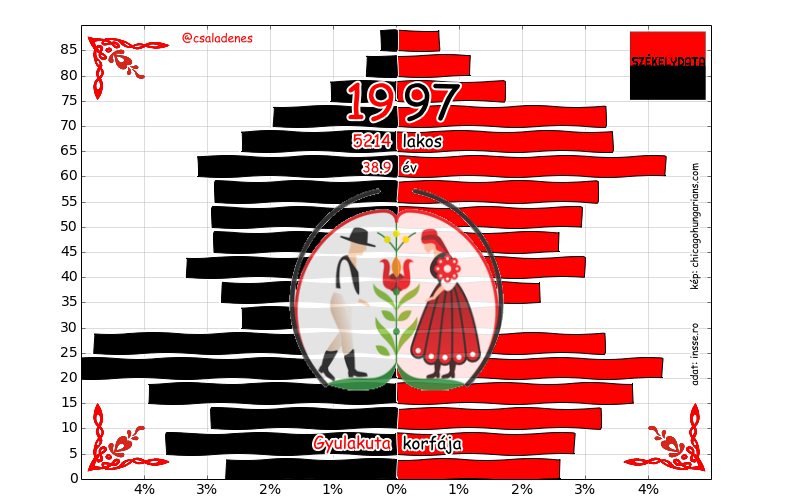 @csaladenes
SZÉKELYDATA
1997
5214 lakos
38.9 év
kép: chicagohungarians.com
adat: insse.ro
Gyulakuta korfája
85
80
75
70
65
60
55
50
45
40
35
30
25
20
15
10
5
0
4% 3% 2% 1% 0% 1% 2% 3% 4%